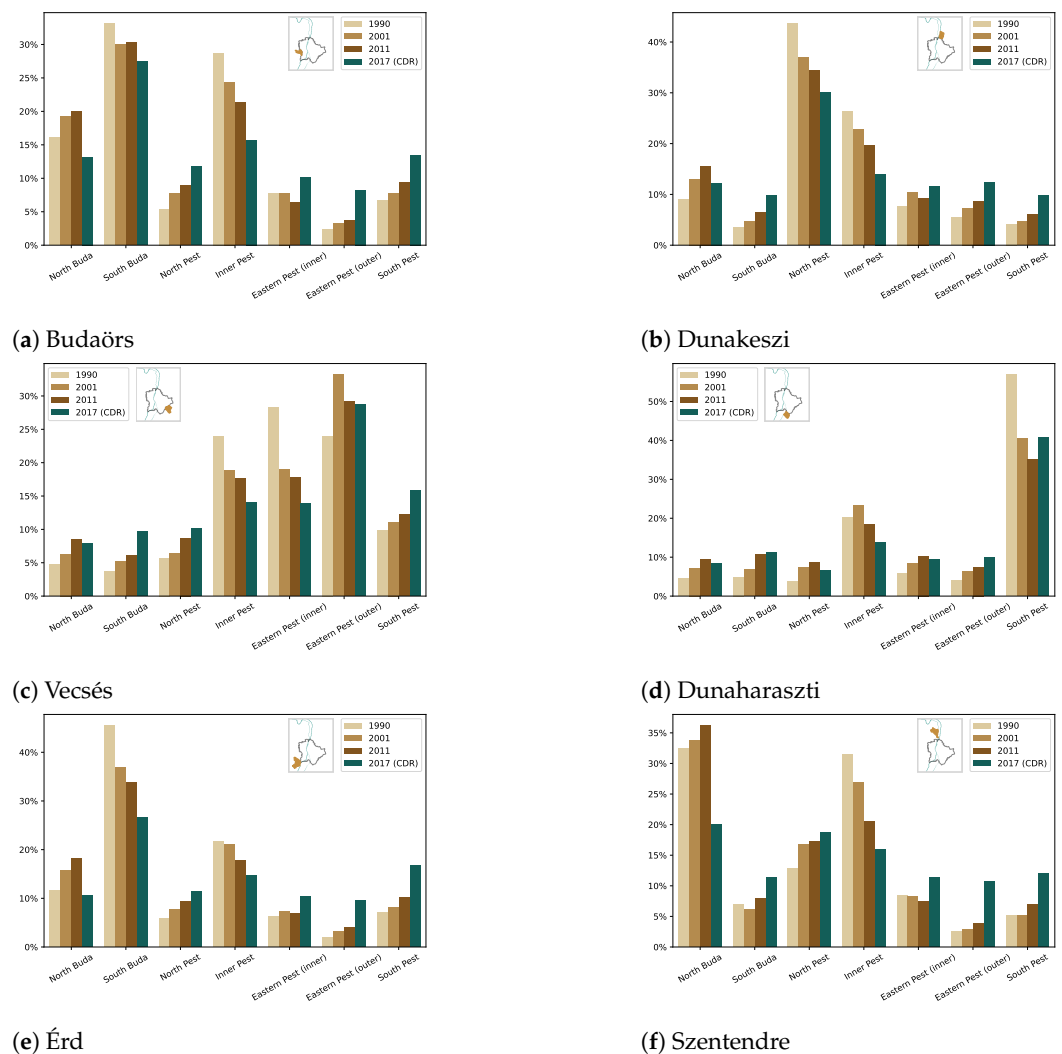 30%
25%
20%
15%
10%
5%
0%
1990
2001
2011
2017 (CDR)
North Buda
South Buda
North Pest
Inner Pest
Eastern Pest (inner)
Eastern Pest (outer)
South Pest
(a) Budaörs
40%
30%
20%
10%
0%
1990
2001
2011
2017 (CDR)
North Buda
South Buda
North Pest
Inner Pest
Eastern Pest (inner)
Eastern Pest (outer)
South Pest
(b) Dunakeszi
30%
25%
20%
15%
10%
5%
0%
1990
2001
2011
2017 (CDR)
North Buda
South Buda
North Pest
Inner Pest
Eastern Pest (inner)
Eastern Pest (outer)
South Pest
(c) Vecsés
50%
40%
30%
20%
10%
0%
1990
2001
2011
2017 (CDR)
North Buda
South Buda
North Pest
Inner Pest
Eastern Pest (inner)
Eastern Pest (outer)
South Pest
(d) Dunaharaszti
40%
30%
20%
10%
0%
1990
2001
2011
2017 (CDR)
North Buda
South Buda
North Pest
Inner Pest
Eastern Pest (inner)
Eastern Pest (outer)
South Pest
(e) Érd
35%
30%
25%
20%
15%
10%
5%
0%
1990
2001
2011
2017 (CDR)
North Buda
South Buda
North Pest
Inner Pest
Eastern Pest (inner)
Eastern Pest (outer)
South Pest
(f) Szentendre